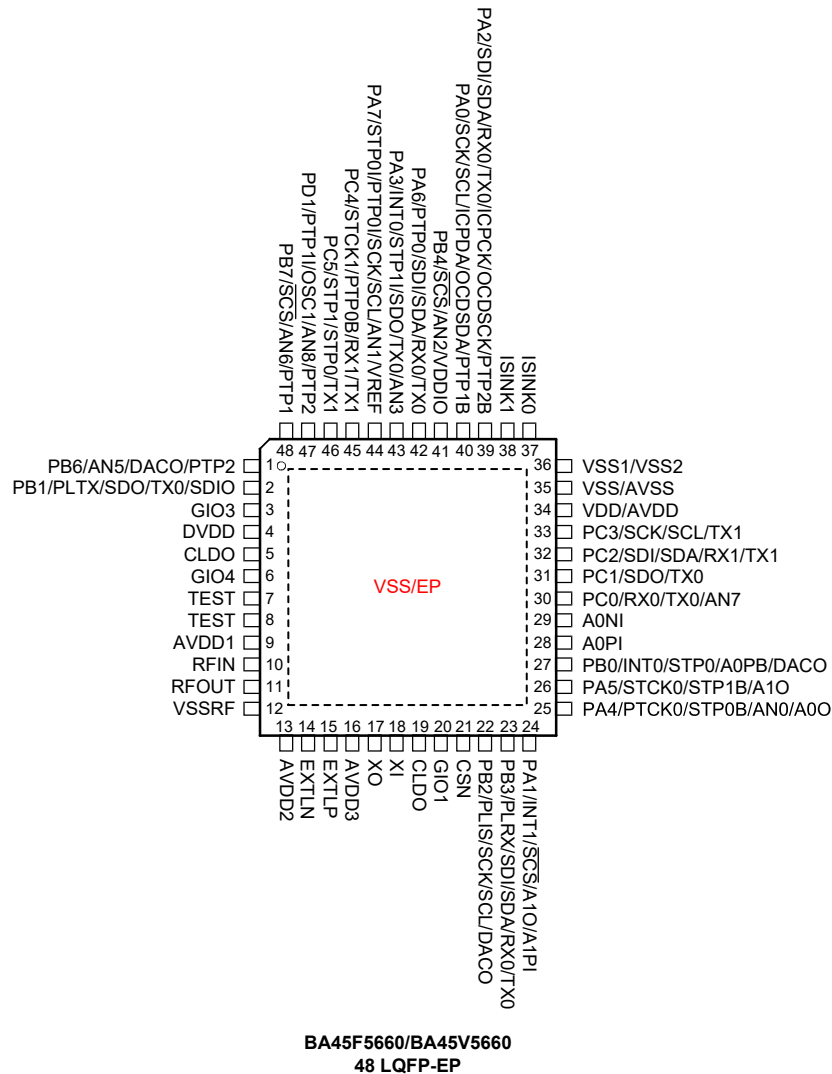 PB7/SCS/AN6/PTP1
PD1/PTP1I/OSC1/AN8/PTP2
PC5/STP1/STP0/TX1
PC4/STCK1/PTP0B/RX1/TX1
PA7/STP0I/PTP0I/SCK/SCL/AN1/VREF
PA3/INT0/STP1I/SDO/TX0/AN3
PA6/PTP0/SDI/SDA/RX0/TX0
PB4/SCS/AN2/VDDIO
PA0/SCK/SCL/ICPDA/OCDSDA/PTP1B
PA2/SDI/SDA/RX0/TX0/ICPCK/OCDSCK/PTP2B
ISINK1
ISINK0
48 47 46 45 44 43 42 41 40 39 38 37
PB6/AN5/DACO/PTP2 1
PB1/PLTX/SDO/TX0/SDIO 2
GIO3 3
DVDD 4
CLDO 5
GIO4 6
TEST 7
TEST 8
AVDD1 9
RFIN 10
RFOUT 11
VSSRF 12
VSS/EP
36 VSS1/VSS2
35 VSS/AVSS
34 VDD/AVDD
33 PC3/SCK/SCL/TX1
32 PC2/SDI/SDA/RX1/TX1
31 PC1/SDO/TX0
30 PC0/RX0/TX0/AN7
29 A0NI
28 A0PI
27 PB0/INT0/STP0/A0PB/DACO
26 PA5/STCK0/STP1B/A1O
25 PA4/PTCK0/STP0B/AN0/A0O
13 14 15 16 17 18 19 20 21 22 23 24
AVDD2
EXTLN
EXTLP
AVDD3
XO
XI
CLDO
GIO1
CSN
PB2/PLIS/SCK/SCL/DACO
PB3/PLRX/SDI/SDA/RX0/TX0
PA1/INT1/SCS/A1O/A1PI
BA45F5660/BA45V5660
48 LQFP-EP